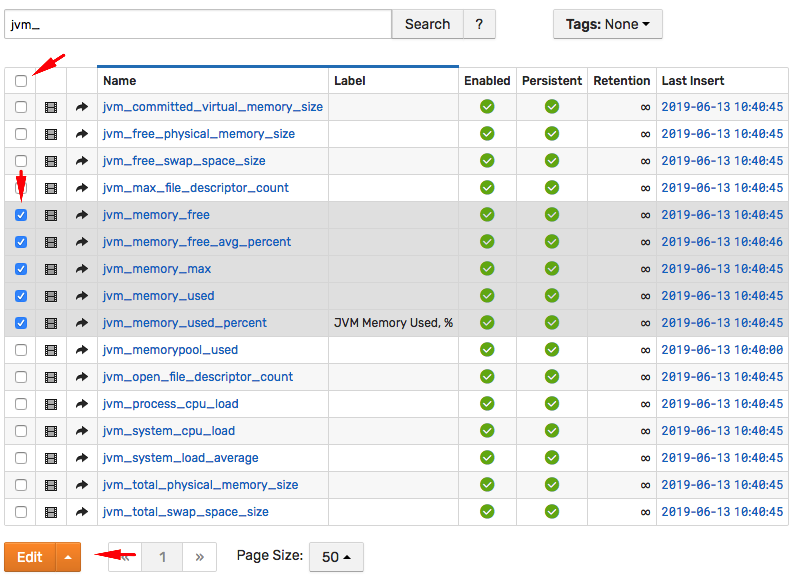 jvm_ Search ? Tags: None
Name Label Enabled Persistent Retention Last Insert
jvm_committed_virtual_memory_size ∞ 2019-06-13 10:40:45
jvm_free_physical_memory_size ∞ 2019-06-13 10:40:45
jvm_free_swap_space_size ∞ 2019-06-13 10:40:45
jvm_max_file_descriptor_count ∞ 2019-06-13 10:40:45
jvm_memory_free ∞ 2019-06-13 10:40:45
jvm_memory_free_avg_percent ∞ 2019-06-13 10:40:46
jvm_memory_max ∞ 2019-06-13 10:40:45
jvm_memory_used ∞ 2019-06-13 10:40:45
jvm_memory_used_percent JVM Memory Used, % ∞ 2019-06-13 10:40:45
jvm_memorypool_used ∞ 2019-06-13 10:40:00
jvm_open_file_descriptor_count ∞ 2019-06-13 10:40:45
jvm_process_cpu_load ∞ 2019-06-13 10:40:45
jvm_system_cpu_load ∞ 2019-06-13 10:40:45
jvm_system_load_average ∞ 2019-06-13 10:40:45
jvm_total_physical_memory_size ∞ 2019-06-13 10:40:45
jvm_total_swap_space_size ∞ 2019-06-13 10:40:45
Edit « 1 » Page Size: 50